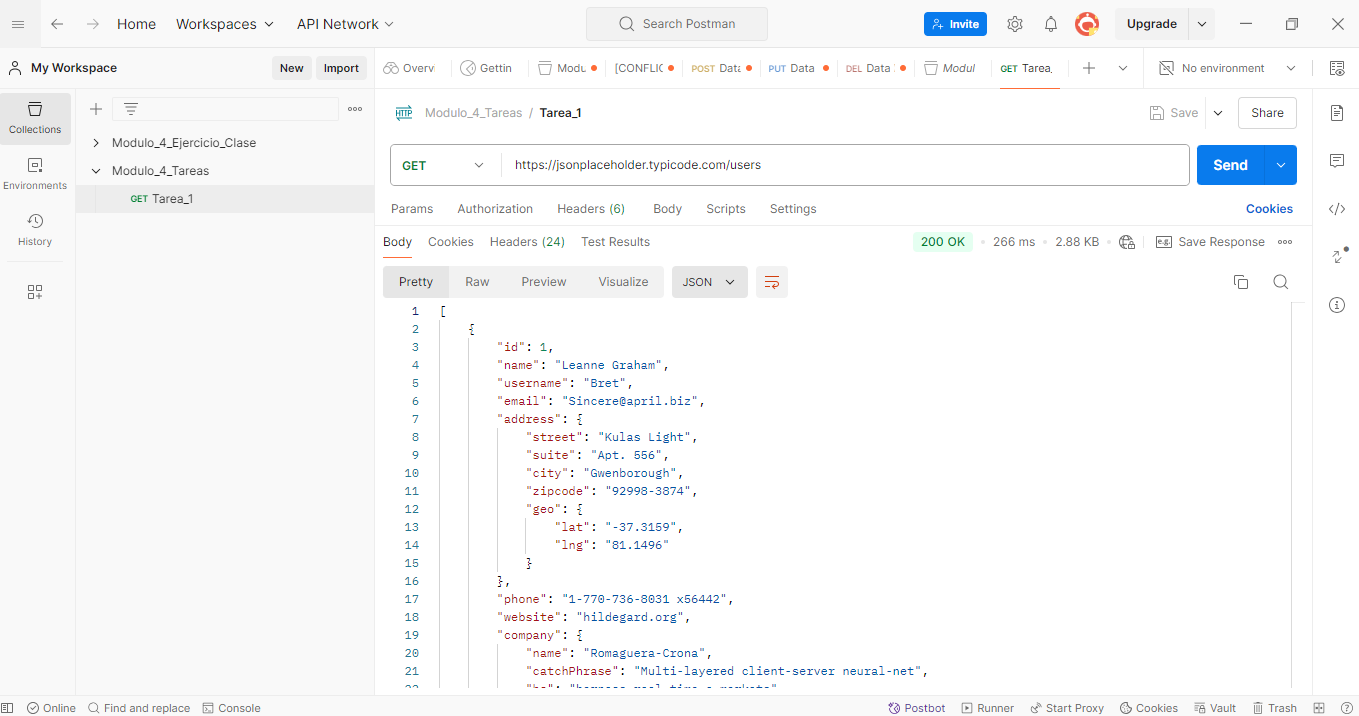 Home Workspaces API Network Search Postman Invite Upgrade
My Workspace New Import Overv Gettin Modu [CONFLIC POST Data PUT Data DEL Data Modul GET Tarea_ No environment
Collections
Environments
History
Modulo_4_Ejercicio_Clase
Modulo_4_Tareas
GET Tarea_1
HTTP Modulo_4_Tareas / Tarea_1 Save Share
GET https://jsonplaceholder.typicode.com/users Send
Params Authorization Headers (6) Body Scripts Settings Cookies
Body Cookies Headers (24) Test Results 200 OK 266 ms 2.88 KB e.g. Save Response
Pretty Raw Preview Visualize JSON
1 [
2 {
3 "id": 1,
4 "name": "Leanne Graham",
5 "username": "Bret",
6 "email": "Sincere@april.biz",
7 "address": {
8 "street": "Kulas Light",
9 "suite": "Apt. 556",
10 "city": "Gwenborough",
11 "zipcode": "92998-3874",
12 "geo": {
13 "lat": "-37.3159",
14 "lng": "81.1496"
15 }
16 },
17 "phone": "1-770-736-8031 x56442",
18 "website": "hildegard.org",
19 "company": {
20 "name": "Romaguera-Crona",
21 "catchPhrase": "Multi-layered client-server neural-net",
Online Find and replace Console Postbot Runner Start Proxy Cookies Vault Trash